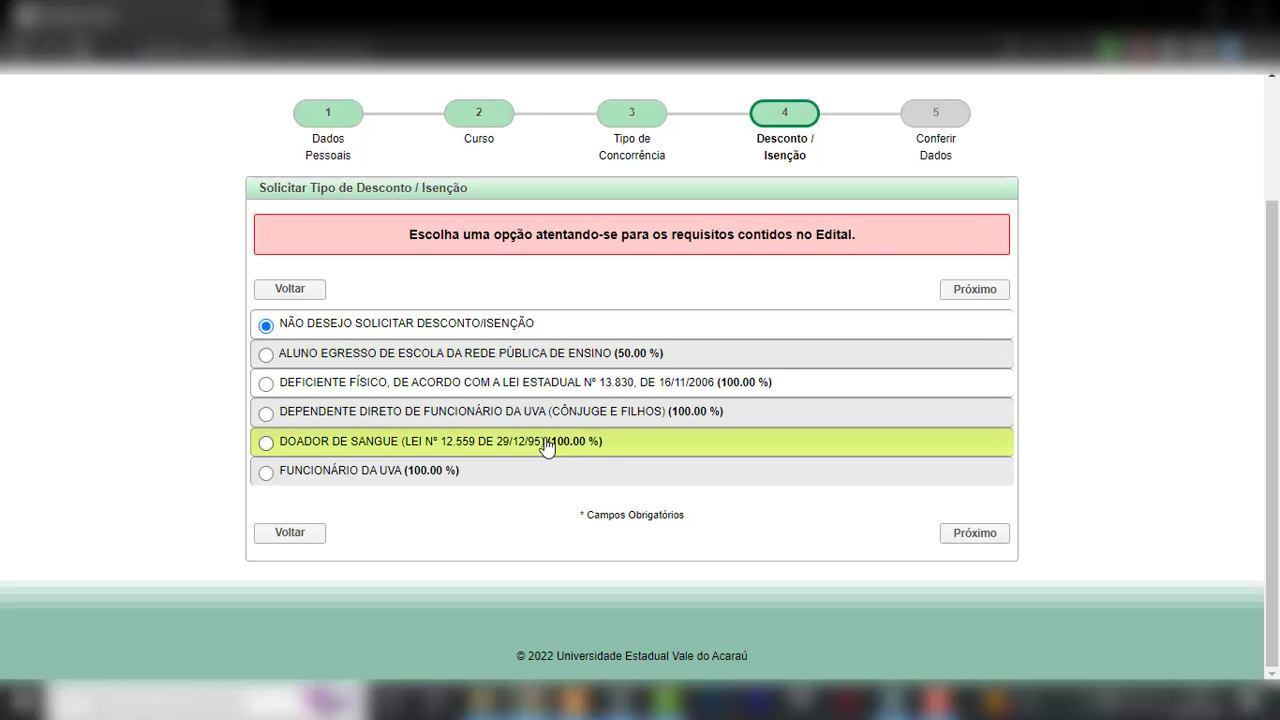 1
2
3
4
5
Dados
Pessoais
Curso
Tipo de
Concorrência
Desconto /
Isenção
Conferir
Dados
Solicitar Tipo de Desconto / Isenção
Escolha uma opção atentando-se para os requisitos contidos no Edital.
Voltar
Próximo
NÃO DESEJO SOLICITAR DESCONTO/ISENÇÃO
ALUNO EGRESSO DE ESCOLA DA REDE PÚBLICA DE ENSINO (50.00 %)
DEFICIENTE FÍSICO, DE ACORDO COM A LEI ESTADUAL Nº 13.830, DE 16/11/2006 (100.00 %)
DEPENDENTE DIRETO DE FUNCIONÁRIO DA UVA (CÔNJUGE E FILHOS) (100.00 %)
DOADOR DE SANGUE (LEI Nº 12.559 DE 29/12/95) (100.00 %)
FUNCIONÁRIO DA UVA (100.00 %)
* Campos Obrigatórios
Voltar
Próximo
© 2022 Universidade Estadual Vale do Acaraú